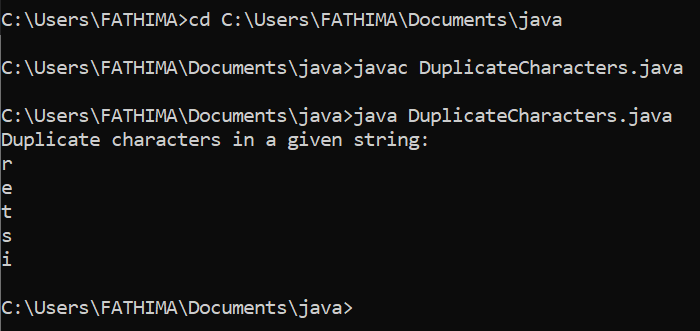 C:\Users\FATHIMA>cd C:\Users\FATHIMA\Documents\java
C:\Users\FATHIMA\Documents\java>javac DuplicateCharacters.java
C:\Users\FATHIMA\Documents\java>java DuplicateCharacters.java
Duplicate characters in a given string:
r
e
t
s
i
C:\Users\FATHIMA\Documents\java>